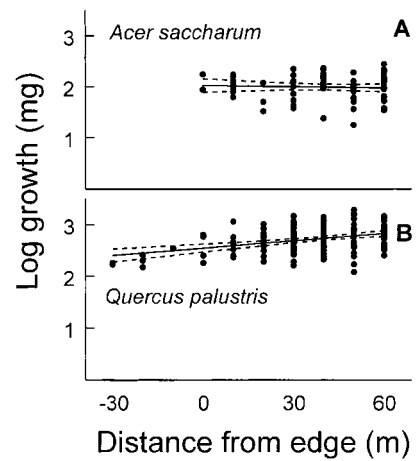 Acer saccharum A
3
2
1
Log growth (mg)
B
3
2
Quercus palustris
1
-30 0 30 60
Distance from edge (m)